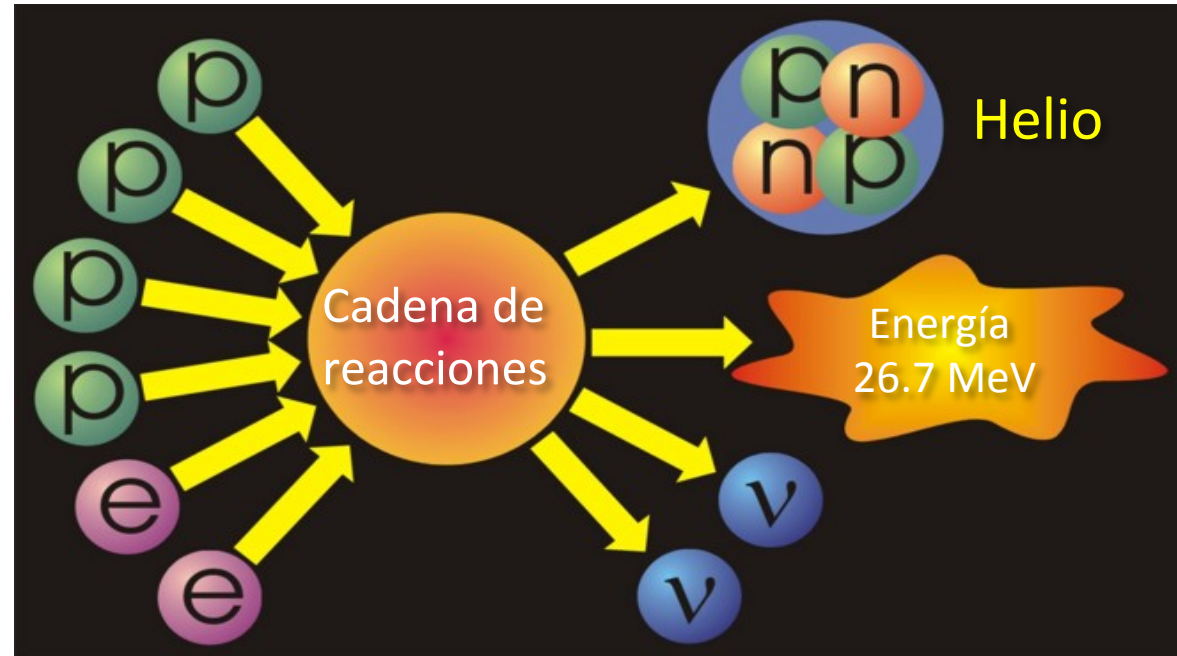 p
p
p
p
e
e
Cadena de
reacciones
p n
n p
Helio
Energía
26.7 MeV
ν
ν